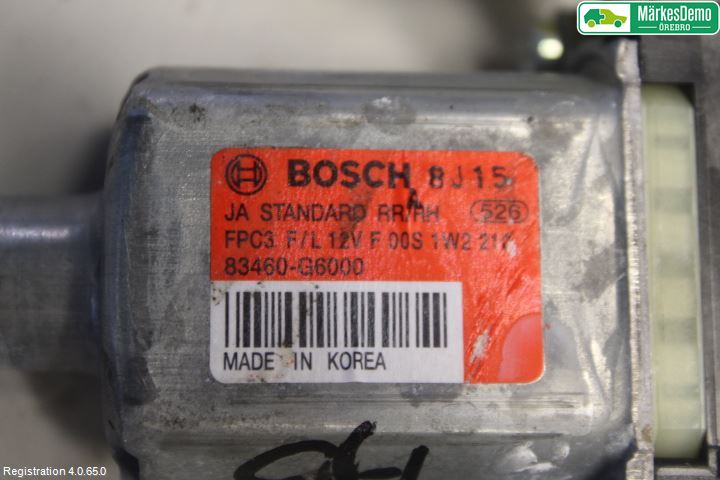 MärkesDemo
ÖREBRO
BOSCH 8J15
A
JA STANDARD RR/RH 526
FPC3 F/L 12V F 00S 1W2
83460-G6000
MADE IN KOREA
Registration 4.0.65.0